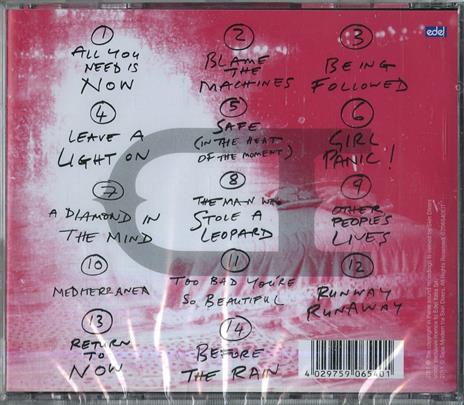 edel
1
ALL YOU
NEED IS
NOW
2
BLAME
THE
MACHINES
3
BEING
FOLLOWED
4
LEAVE A
LIGHT ON
5
SAFE
(IN THE HEAT
OF THE MOMENT)
6
GIRL
PANIC!
7
A DIAMOND IN
THE MIND
8
THE MAN WHO
STOLE A
LEOPARD
9
OTHER
PEOPLE'S
LIVES
10
MEDITERRANEA
11
TOO BAD YOU'RE
SO BEAUTIFUL
12
RUNWAY
RUNAWAY
13
RETURN
TO
NOW
14
BEFORE
THE RAIN
4 029759 065401